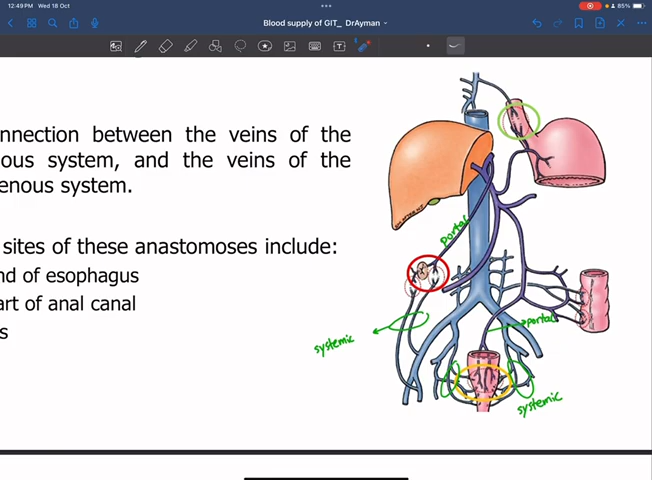 12:49 PM Wed 18 Oct
85%
Blood supply of GIT_ DrAyman
nnection between the veins of the
ous system, and the veins of the
enous system.
sites of these anastomoses include:
nd of esophagus
art of anal canal
s
portal
systemic
portal
systemic